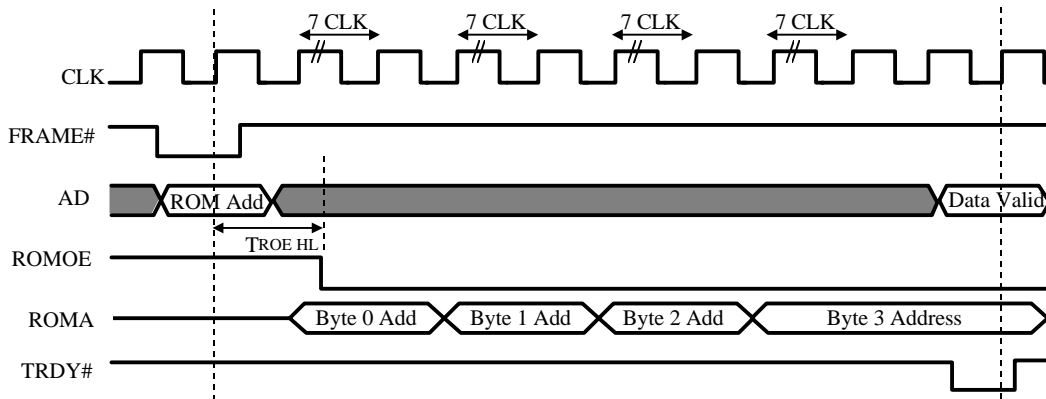 7 CLK 7 CLK 7 CLK 7 CLK
CLK
FRAME#
AD ROM Add Data Valid
TROE HL
ROMOE
ROMA Byte 0 Add Byte 1 Add Byte 2 Add Byte 3 Address
TRDY#